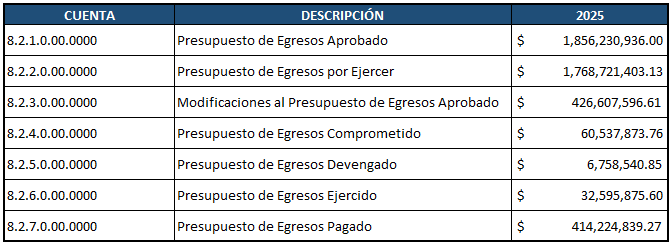 CUENTA DESCRIPCIÓN 2025
8.2.1.0.00.0000 Presupuesto de Egresos Aprobado $ 1,856,230,936.00
8.2.2.0.00.0000 Presupuesto de Egresos por Ejercer $ 1,768,721,403.13
8.2.3.0.00.0000 Modificaciones al Presupuesto de Egresos Aprobado $ 426,607,596.61
8.2.4.0.00.0000 Presupuesto de Egresos Comprometido $ 60,537,873.76
8.2.5.0.00.0000 Presupuesto de Egresos Devengado $ 6,758,540.85
8.2.6.0.00.0000 Presupuesto de Egresos Ejercido $ 32,595,875.60
8.2.7.0.00.0000 Presupuesto de Egresos Pagado $ 414,224,839.27